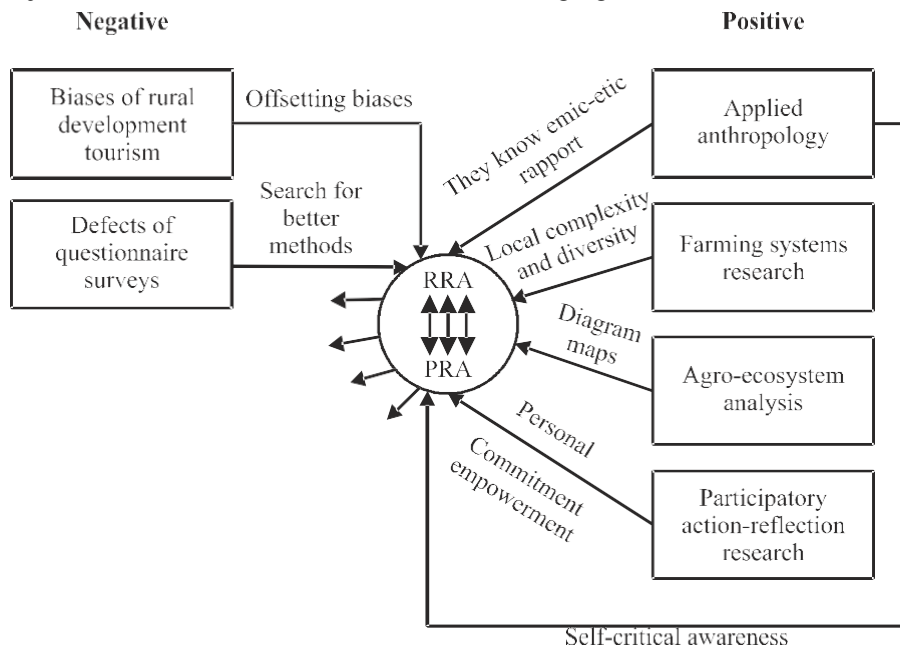 Negative
Positive
Biases of rural
development
tourism
Offsetting biases
Applied
anthropology
They know emic-etic
rapport
Defects of
questionnaire
surveys
Search for
better
methods
Local complexity
and diversity
Farming systems
research
RRA
PRA
Diagram
maps
Agro-ecosystem
analysis
Personal
Commitment
empowerment
Participatory
action-reflection
research
Self-critical awareness